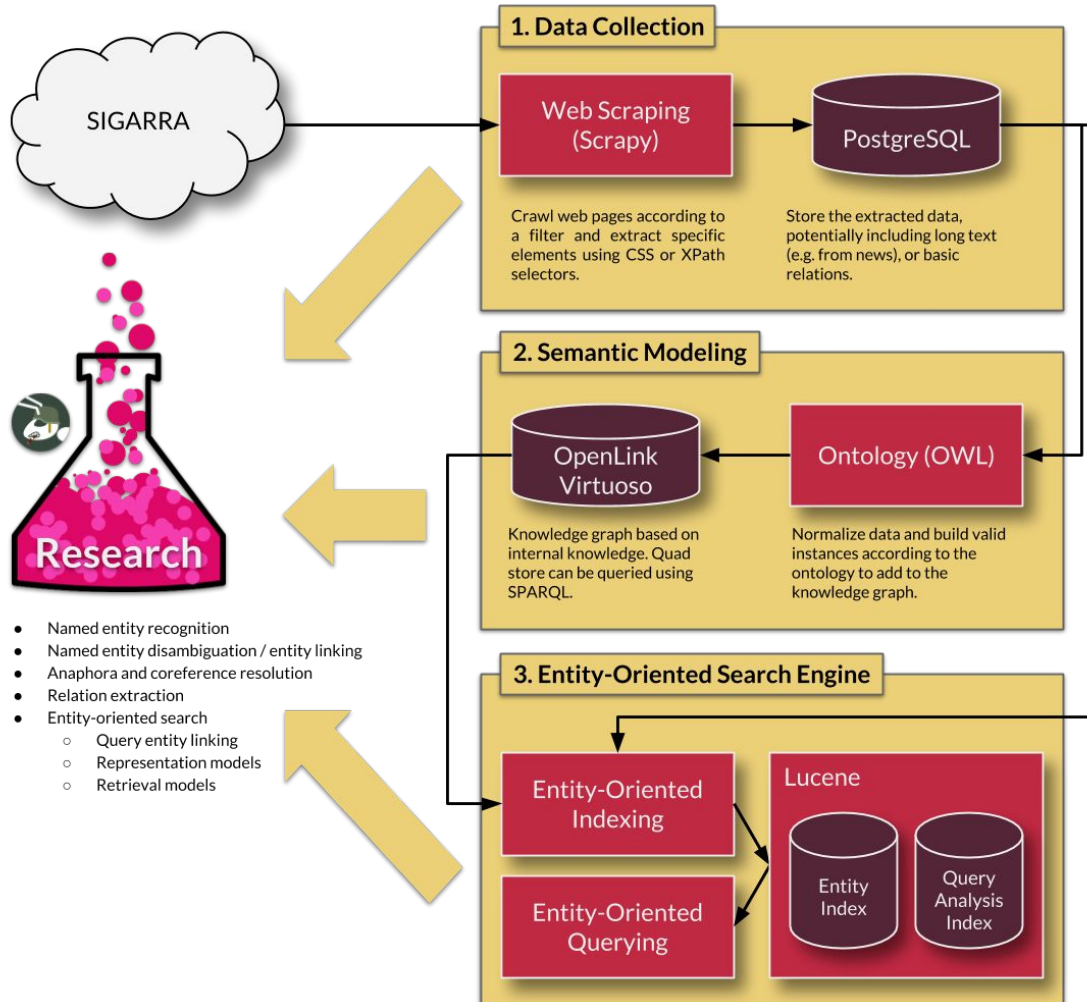 SIGARRA
1. Data Collection
Web Scraping
(Scrapy)
PostgreSQL
Crawl web pages according to
a filter and extract specific
elements using CSS or XPath
selectors.
Store the extracted data,
potentially including long text
(e.g. from news), or basic
relations.
2. Semantic Modeling
OpenLink
Virtuoso
Ontology (OWL)
Knowledge graph based on
internal knowledge. Quad
store can be queried using
SPARQL.
Normalize data and build valid
instances according to the
ontology to add to the
knowledge graph.
Research
● Named entity recognition
● Named entity disambiguation / entity linking
● Anaphora and coreference resolution
● Relation extraction
● Entity-oriented search
○ Query entity linking
○ Representation models
○ Retrieval models
3. Entity-Oriented Search Engine
Entity-Oriented
Indexing
Entity-Oriented
Querying
Lucene
Entity
Index
Query
Analysis
Index